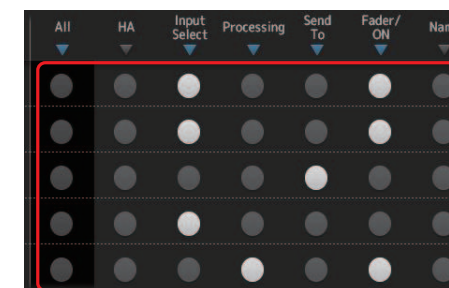 All
HA
Input
Select
Processing
Send
To
Fader/
ON